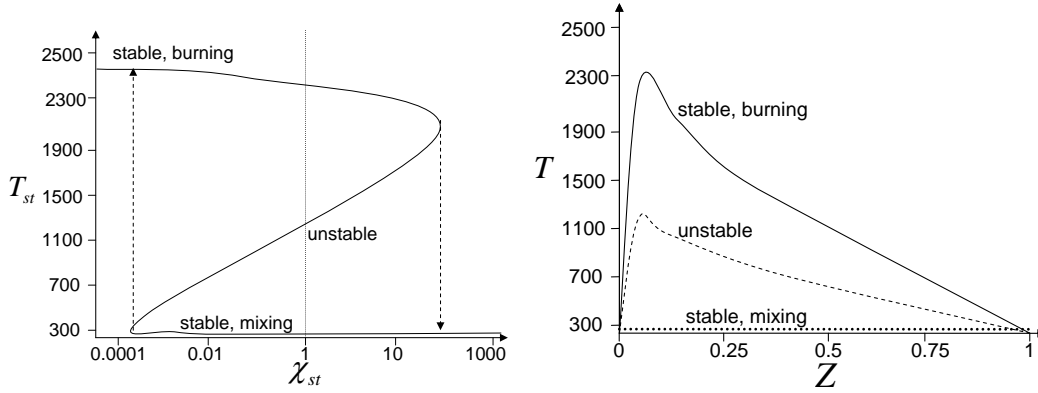 stable, burning
2500
2300
1900
1500
1100
700
300
T_st
unstable
stable, mixing
0.0001
0.01
1
10
1000
χ_st
2500
2300
1900
1500
1100
700
300
T
stable, burning
unstable
stable, mixing
0
0.25
0.5
0.75
1
Z